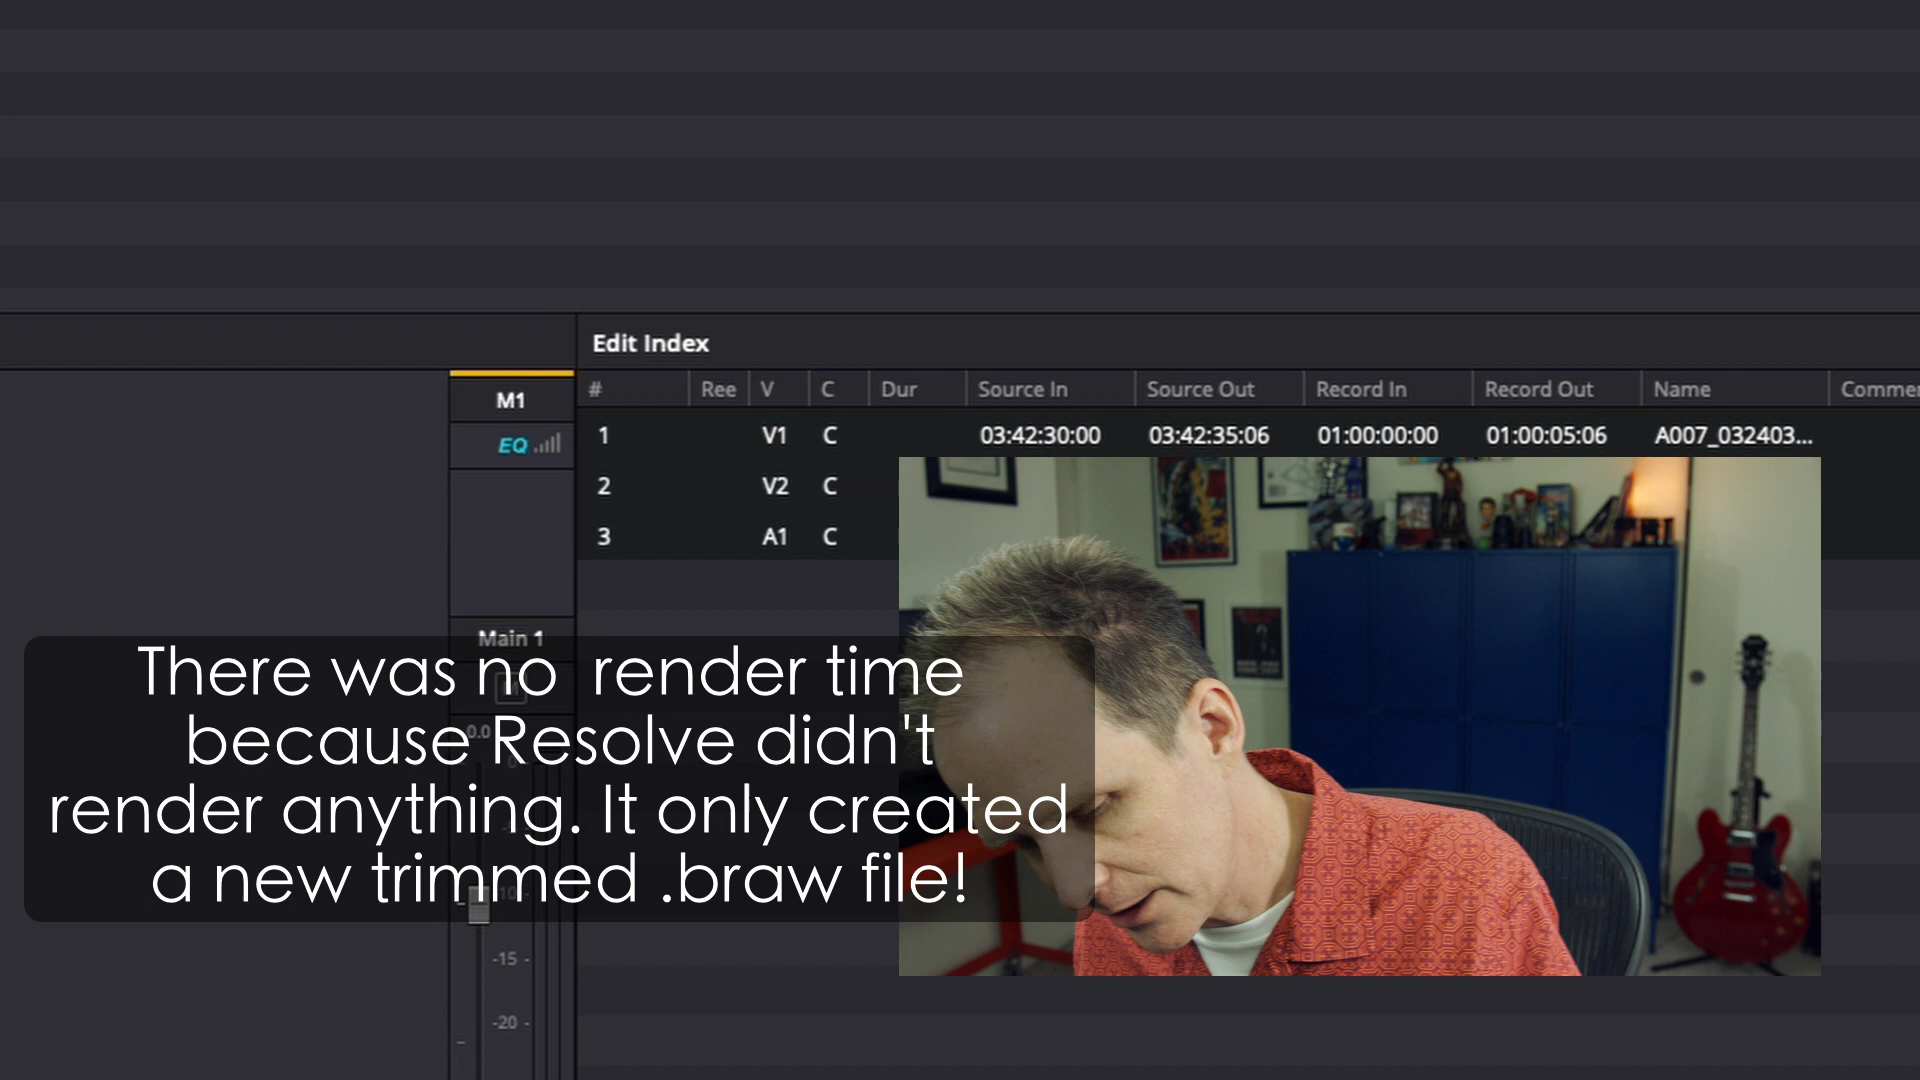 Edit Index
M1
# Ree V C Dur Source In Source Out Record In Record Out Name Commer
EQ
1 V1 C 03:42:30:00 03:42:35:06 01:00:00:00 01:00:05:06 A007_032403...
2 V2 C
3 A1 C
Main 1
There was no render time
because Resolve didn't
render anything. It only created
a new trimmed .braw file!
0.0
-15 -
-20 -